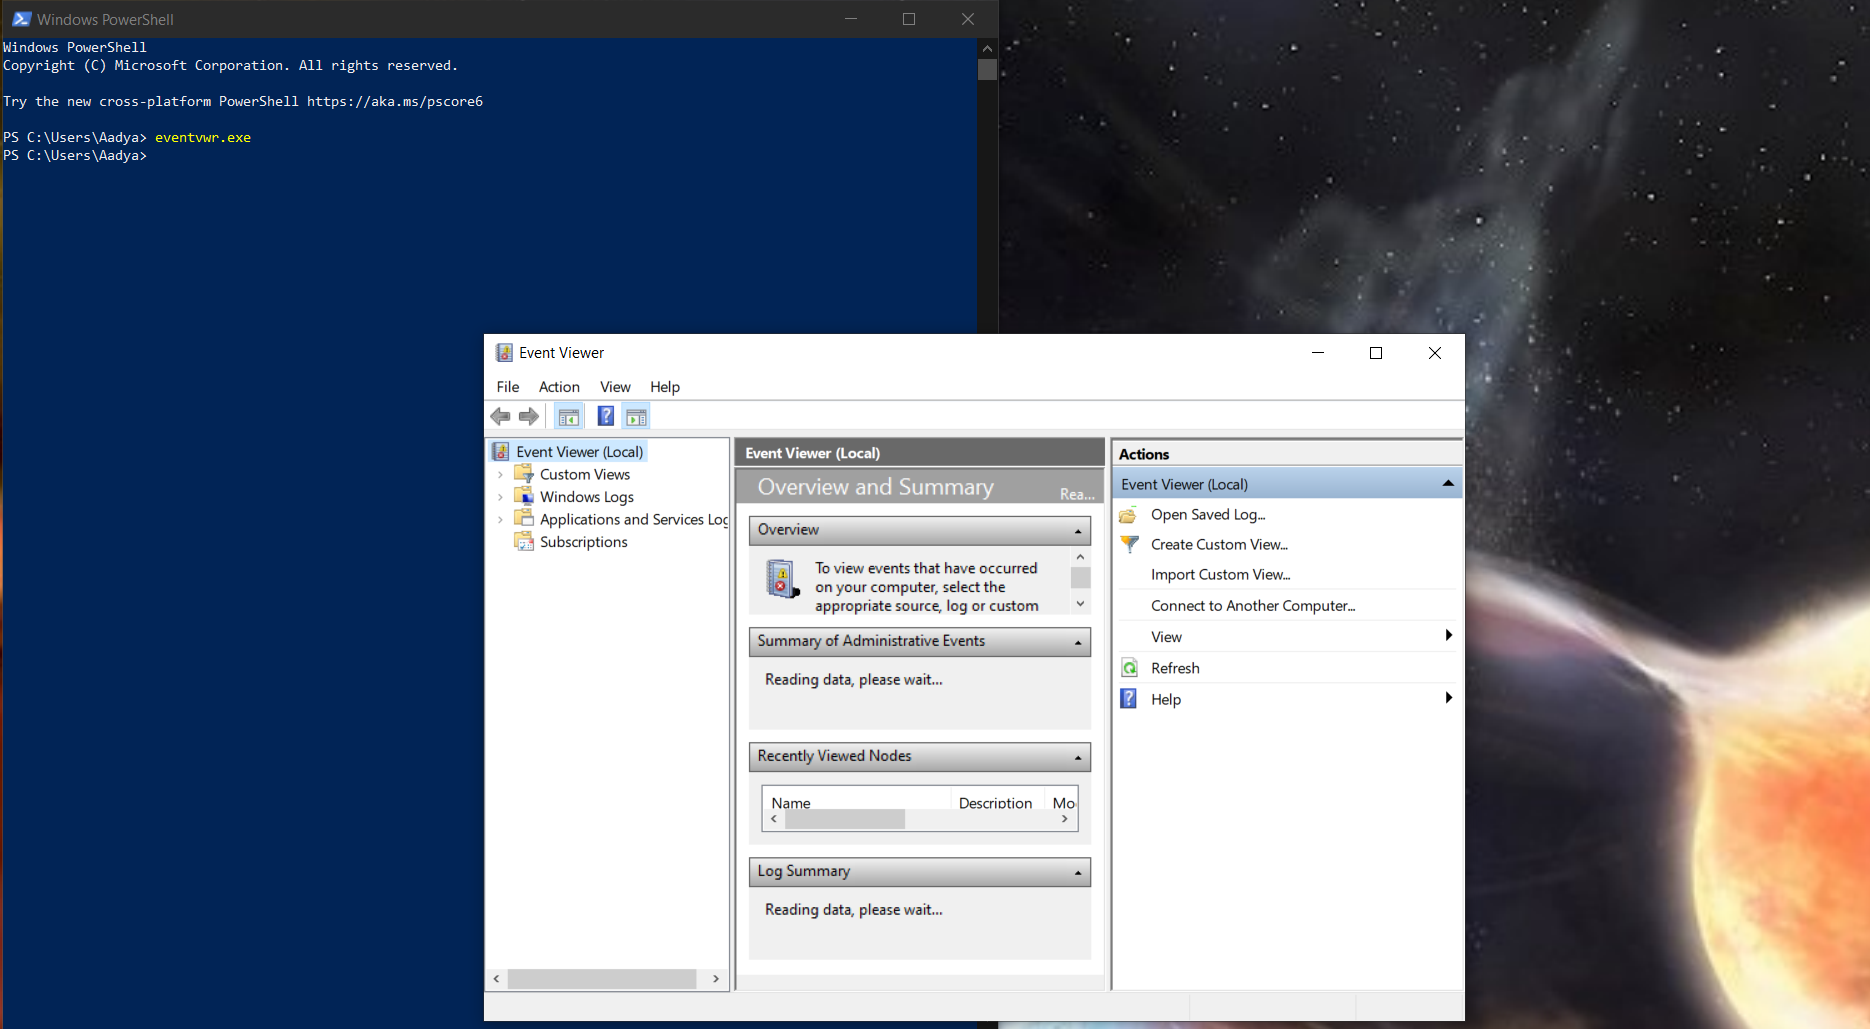 Windows PowerShell
Windows PowerShell
Copyright (C) Microsoft Corporation. All rights reserved.
Try the new cross-platform PowerShell https://aka.ms/pscore6
PS C:\Users\Aadya> eventvwr.exe
PS C:\Users\Aadya>
Event Viewer
File Action View Help
Event Viewer (Local)
Custom Views
Windows Logs
Applications and Services Log
Subscriptions
Event Viewer (Local)
Overview and Summary
Rea...
Overview
To view events that have occurred
on your computer, select the
appropriate source, log or custom
Summary of Administrative Events
Reading data, please wait...
Recently Viewed Nodes
Name Description Mo
Log Summary
Reading data, please wait...
Actions
Event Viewer (Local)
Open Saved Log...
Create Custom View...
Import Custom View...
Connect to Another Computer...
View
Refresh
Help